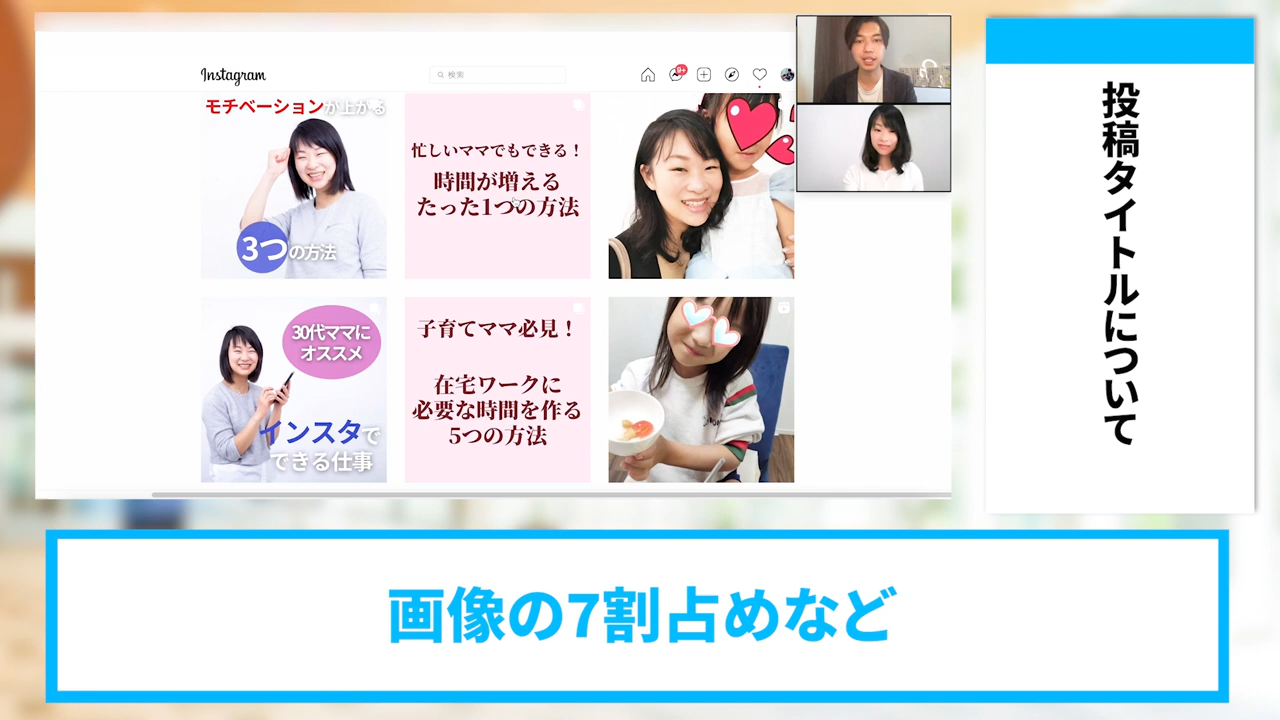 Instagram
検索
9+
モチベーションが上がる
3つの方法
忙しいママでもできる！
時間が増える
たった1つの方法
30代ママに
オススメ
インスタで
できる仕事
子育てママ必見！
在宅ワークに
必要な時間を作る
5つの方法
投稿タイトルについて
画像の7割占めなど